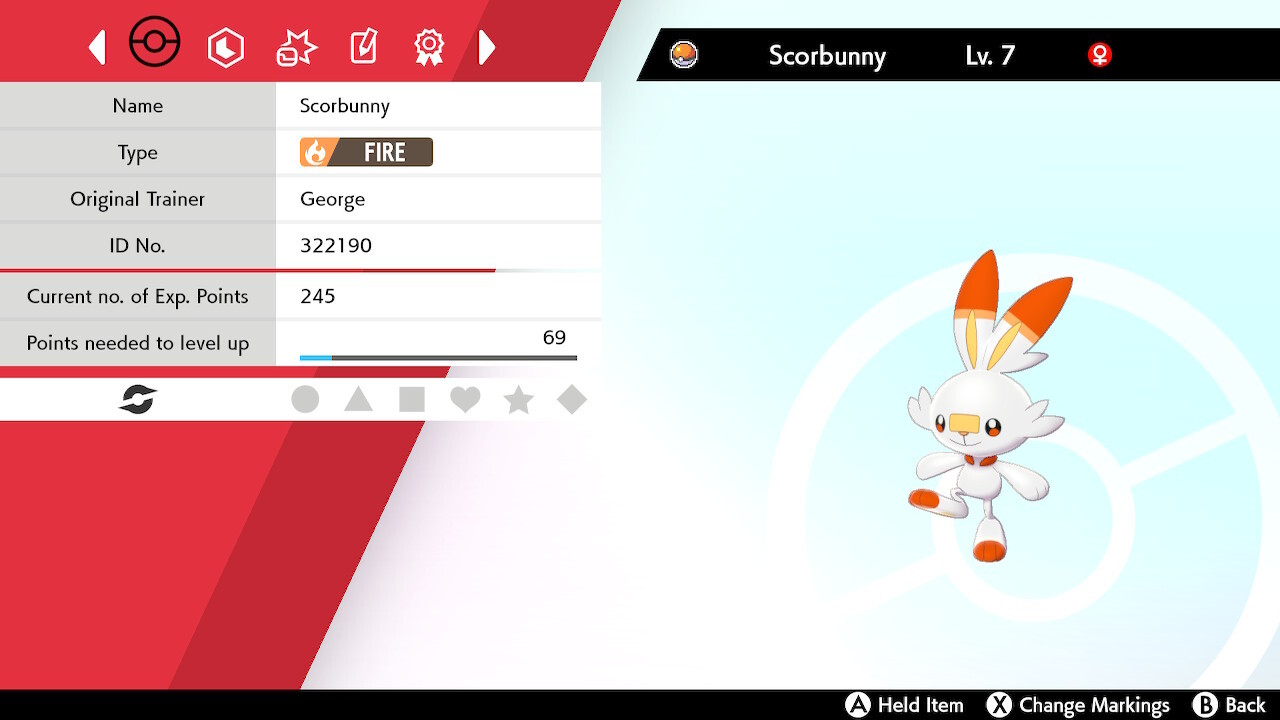 Scorbunny Lv. 7
Name Scorbunny
Type FIRE
Original Trainer George
ID No. 322190
Current no. of Exp. Points 245
Points needed to level up 69
A Held Item X Change Markings B Back